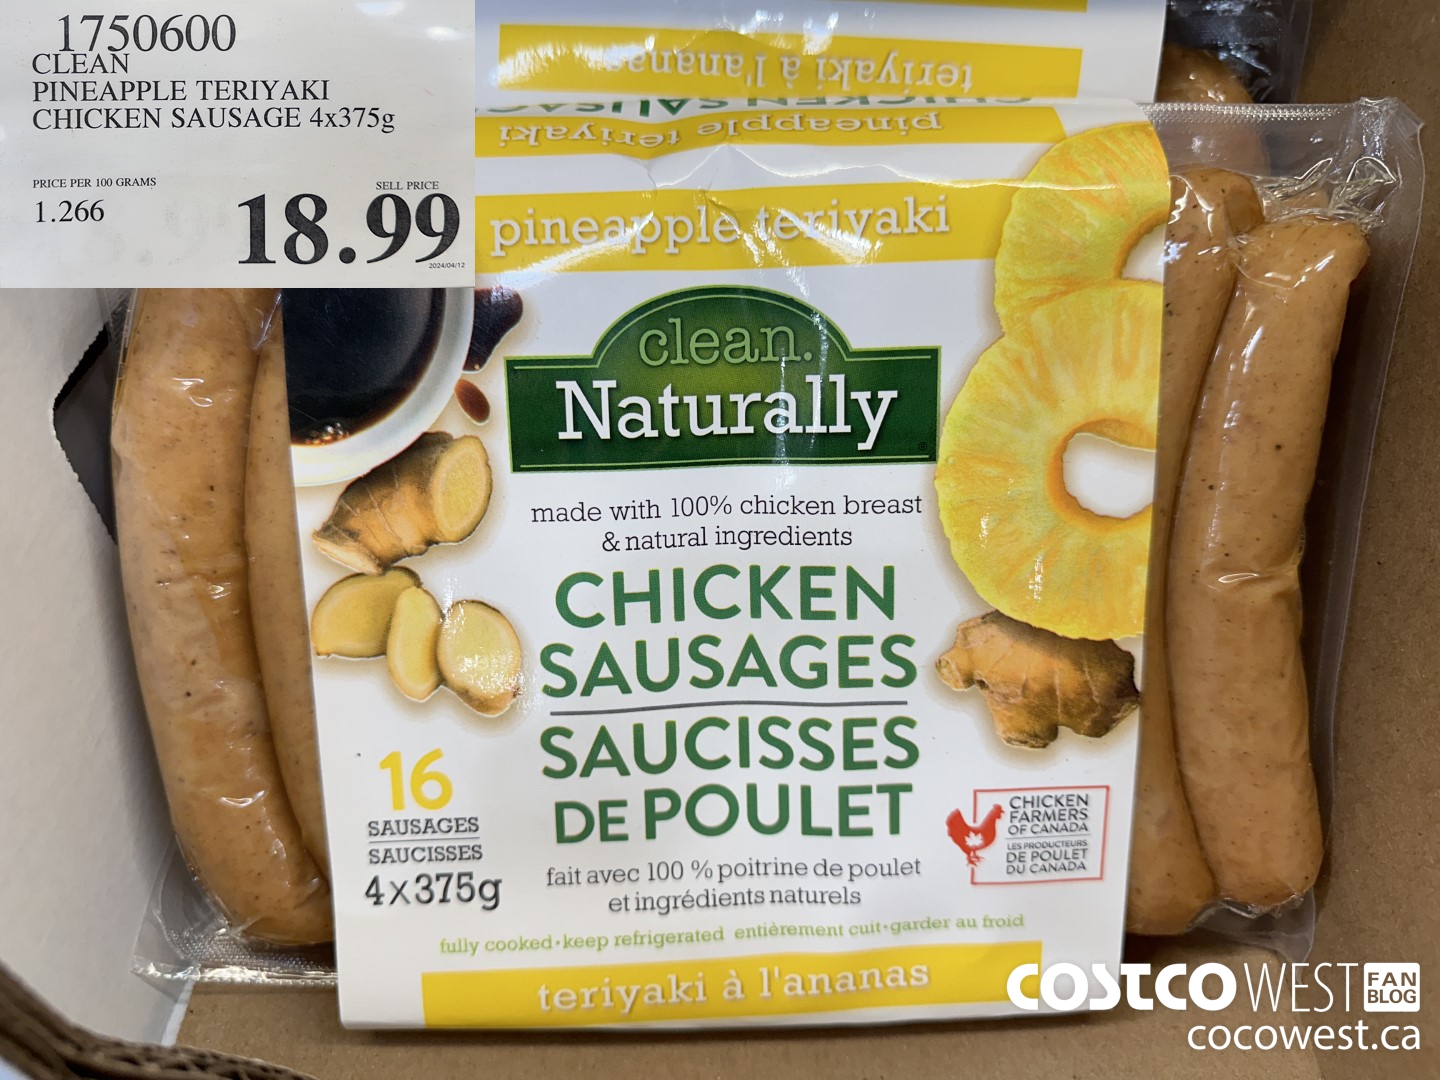 1750600
CLEAN
PINEAPPLE TERIYAKI
CHICKEN SAUSAGE 4x375g
PRICE PER 100 GRAMS
SELL PRICE
1.266
18.99
2024/04/12
teriyaki à l'ananas
CHICKEN SAUSAG
pineapple teriyaki
pineapple teriyaki
clean.
Naturally
made with 100% chicken breast
& natural ingredients
CHICKEN
SAUSAGES
SAUCISSES
DE POULET
fait avec 100 % poitrine de poulet
et ingrédients naturels
16
SAUSAGES
SAUCISSES
4x375g
CHICKEN
FARMERS
OF CANADA
LES PRODUCTEURS
DE POULET
DU CANADA
fully cooked•keep refrigerated entièrement cuit•garder au froid
teriyaki à l'ananas
COSTCO WEST FAN BLOG
cocowest.ca